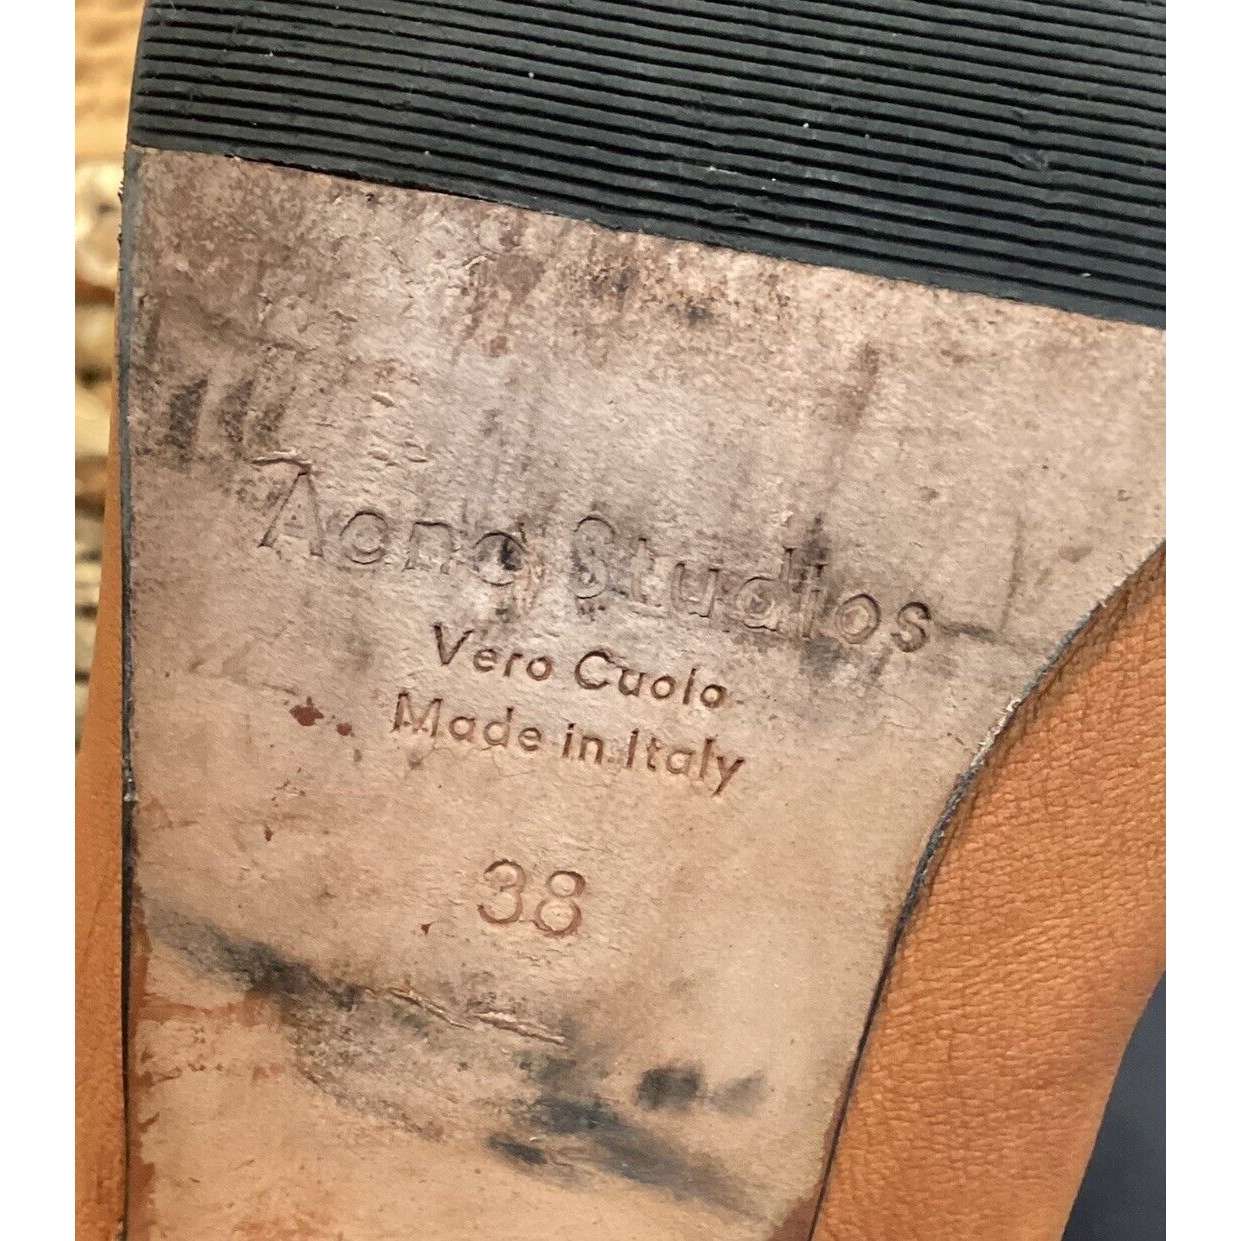 Acne Studios
Vero Cuoio
Made in Italy
38